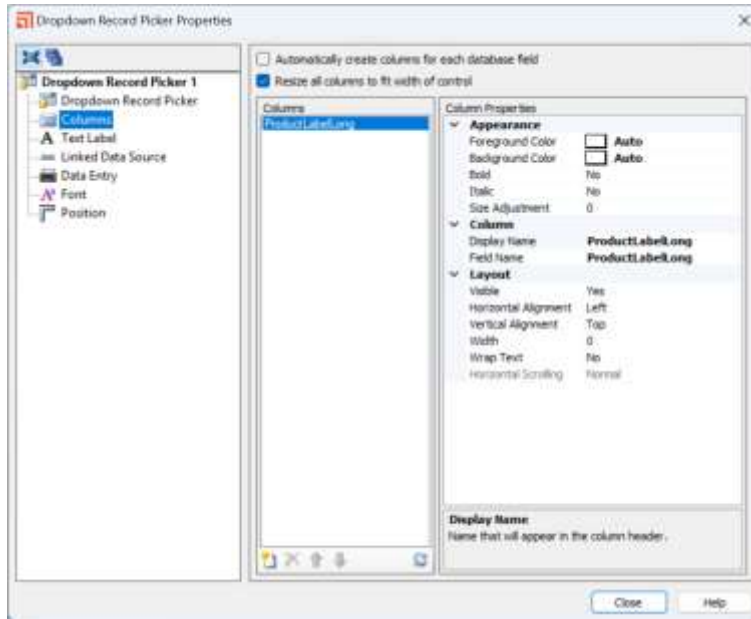 Dropdown Record Picker Properties
Dropdown Record Picker 1
Dropdown Record Picker
Columns
Text Label
Linked Data Source
Data Entry
Font
Position
Automatically create columns for each database field
Resize all columns to fit width of control
Columns
ProductLabelLong
Column Properties
Appearance
Foreground Color Auto
Background Color Auto
Bold No
Italic No
Size Adjustment 0
Column
Display Name ProductLabelLong
Field Name ProductLabelLong
Layout
Visible Yes
Horizontal Alignment Left
Vertical Alignment Top
Width 0
Wrap Text No
Horizontal Scrolling Normal
Display Name
Name that will appear in the column header.
Close Help